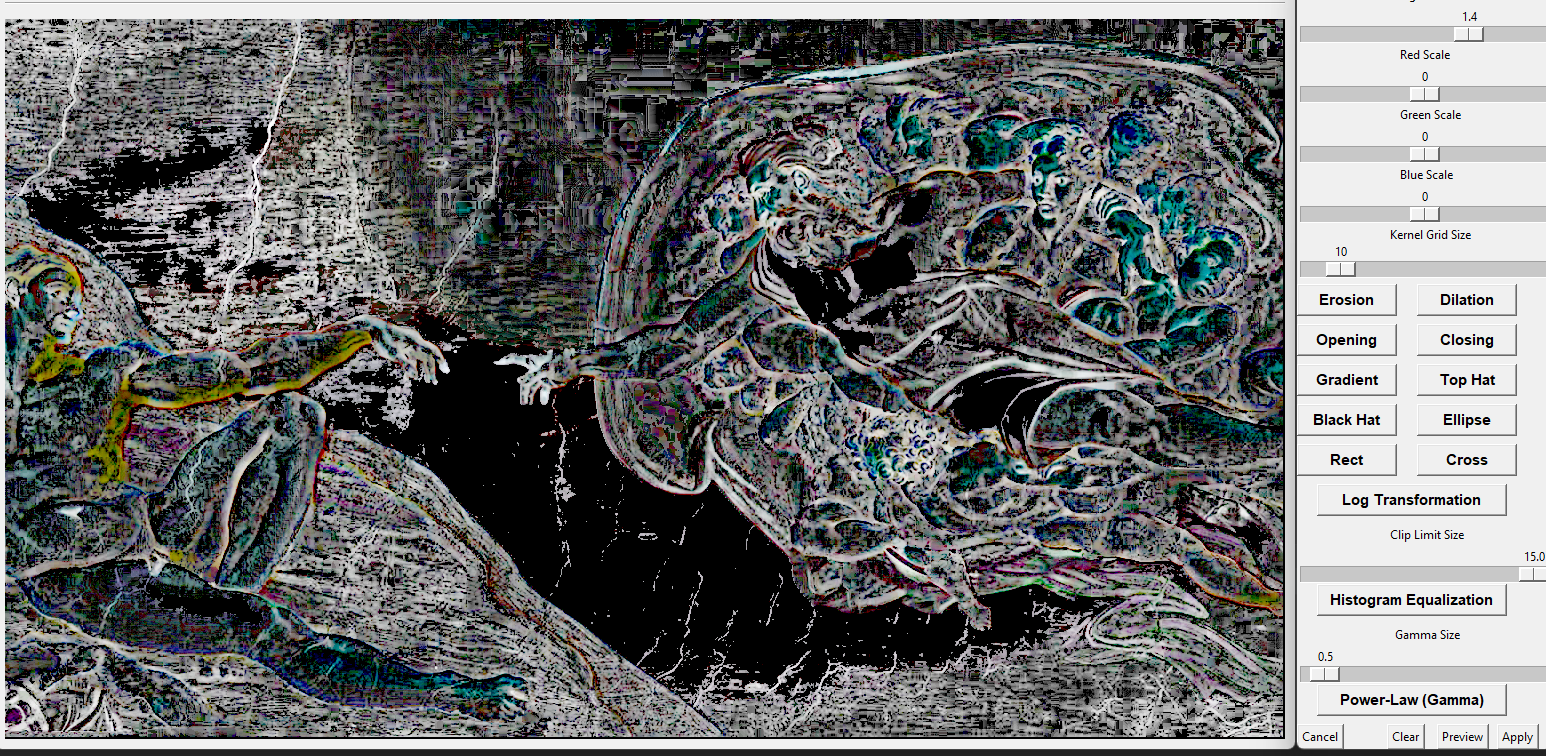 1.4
Red Scale
0
Green Scale
0
Blue Scale
0
Kernel Grid Size
10
Erosion Dilation
Opening Closing
Gradient Top Hat
Black Hat Ellipse
Rect Cross
Log Transformation
Clip Limit Size
15.0
Histogram Equalization
Gamma Size
0.5
Power-Law (Gamma)
Cancel Clear Preview Apply